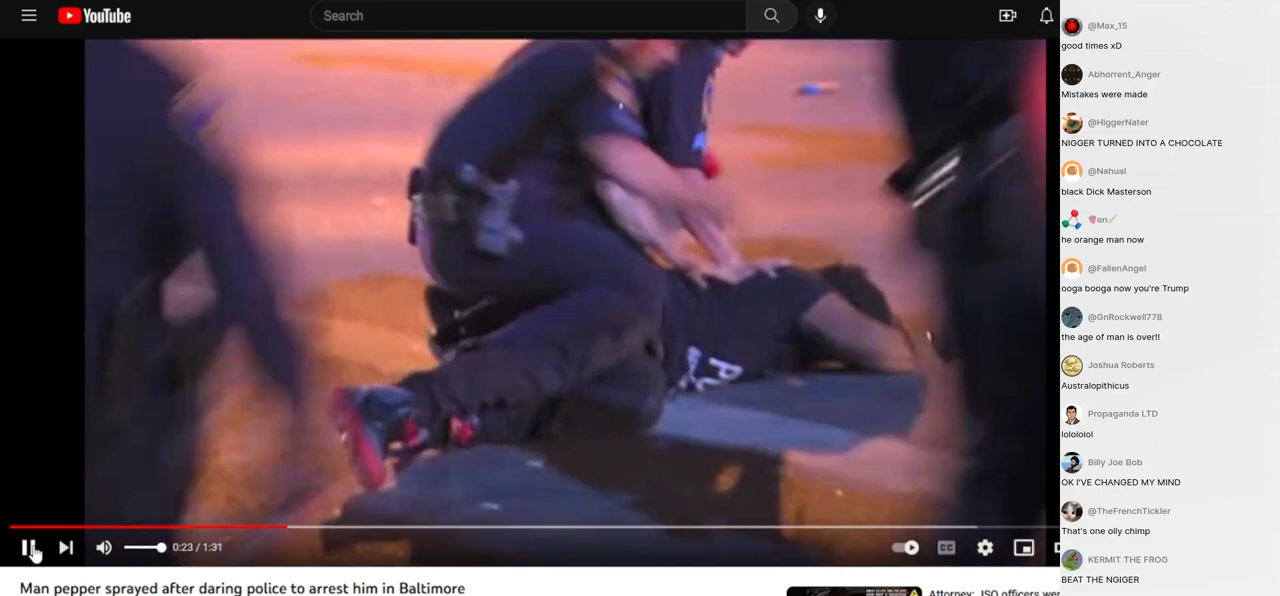 YouTube
Search
@Max_15
good times xD
Abhorrent_Anger
Mistakes were made
@HiggerNater
NIGGER TURNED INTO A CHOCOLATE
@Nahual
black Dick Masterson
on
he orange man now
@FallenAngel
ooga booga now you're Trump
@GnRockwell778
the age of man is over!!
Joshua Roberts
Australopithicus
Propaganda LTD
lolololol
Billy Joe Bob
OK I'VE CHANGED MY MIND
@TheFrenchTickler
That's one oily chimp
KERMIT THE FROG
BEAT THE NGIGER
0:23 / 1:31
CC
Man pepper sprayed after daring police to arrest him in Baltimore
Attorney: JSO officers wer